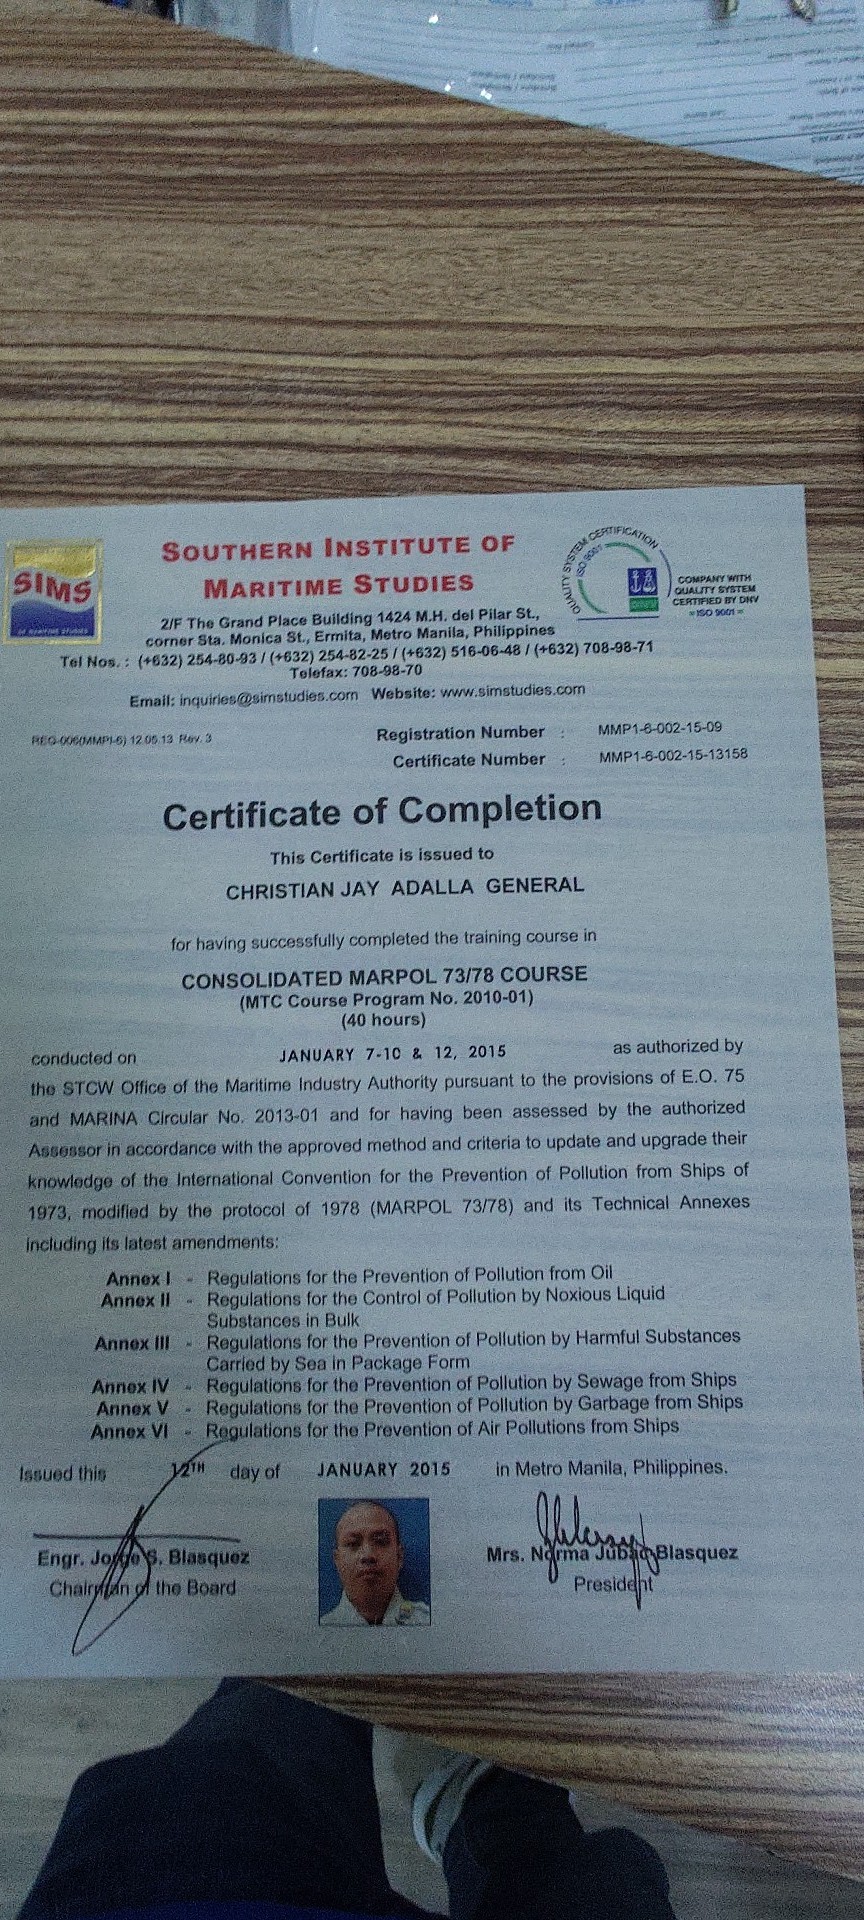 SIMS
OF MARITIME STUDIES
SOUTHERN INSTITUTE OF
MARITIME STUDIES
2/F The Grand Place Building 1424 M.H. del Pilar St.,
corner Sta. Monica St., Ermita, Metro Manila, Philippines
Tel Nos. : (+632) 254-80-93 / (+632) 254-82-25 / (+632) 516-06-48 / (+632) 708-98-71
Telefax: 708-98-70
Email: inquiries@simstudies.com Website: www.simstudies.com
QUALITY SYSTEM CERTIFICATION
ISO 9001
COMPANY WITH
QUALITY SYSTEM
CERTIFIED BY DNV
= ISO 9001 =
REG-006(MMPI-6) 12.05.13 Rev. 3
Registration Number : MMP1-6-002-15-09
Certificate Number : MMP1-6-002-15-13158
Certificate of Completion
This Certificate is issued to
CHRISTIAN JAY ADALLA GENERAL
for having successfully completed the training course in
CONSOLIDATED MARPOL 73/78 COURSE
(MTC Course Program No. 2010-01)
(40 hours)
conducted on JANUARY 7-10 & 12, 2015 as authorized by
the STCW Office of the Maritime Industry Authority pursuant to the provisions of E.O. 75
and MARINA Circular No. 2013-01 and for having been assessed by the authorized
Assessor in accordance with the approved method and criteria to update and upgrade their
knowledge of the International Convention for the Prevention of Pollution from Ships of
1973, modified by the protocol of 1978 (MARPOL 73/78) and its Technical Annexes
including its latest amendments:
Annex I - Regulations for the Prevention of Pollution from Oil
Annex II - Regulations for the Control of Pollution by Noxious Liquid
Substances in Bulk
Annex III - Regulations for the Prevention of Pollution by Harmful Substances
Carried by Sea in Package Form
Annex IV - Regulations for the Prevention of Pollution by Sewage from Ships
Annex V - Regulations for the Prevention of Pollution by Garbage from Ships
Annex VI - Regulations for the Prevention of Air Pollutions from Ships
Issued this 12TH day of JANUARY 2015 in Metro Manila, Philippines.
Engr. Jorge S. Blasquez
Chairman of the Board
Mrs. Norma Jubag Blasquez
President